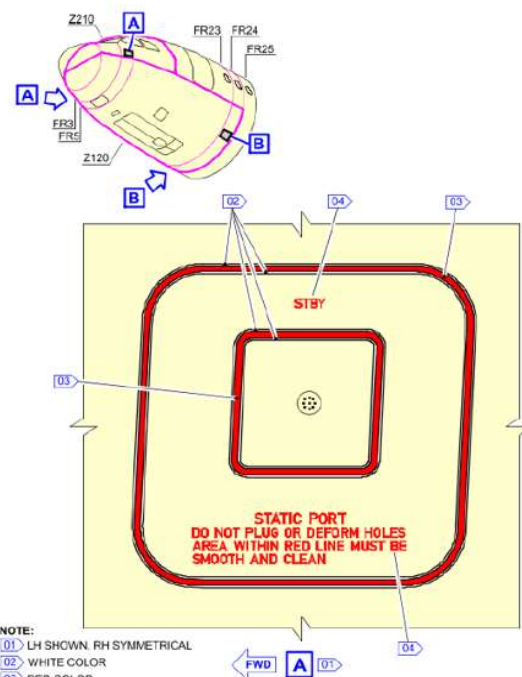 Z210
A
FR23
FR24
FR25
A
FR3
FR5
B
Z120
B
02
04
03
STBY
03
STATIC PORT
DO NOT PLUG OR DEFORM HOLES
AREA WITHIN RED LINE MUST BE
SMOOTH AND CLEAN
04
NOTE:
01 LH SHOWN, RH SYMMETRICAL
02 WHITE COLOR
FWD A 01